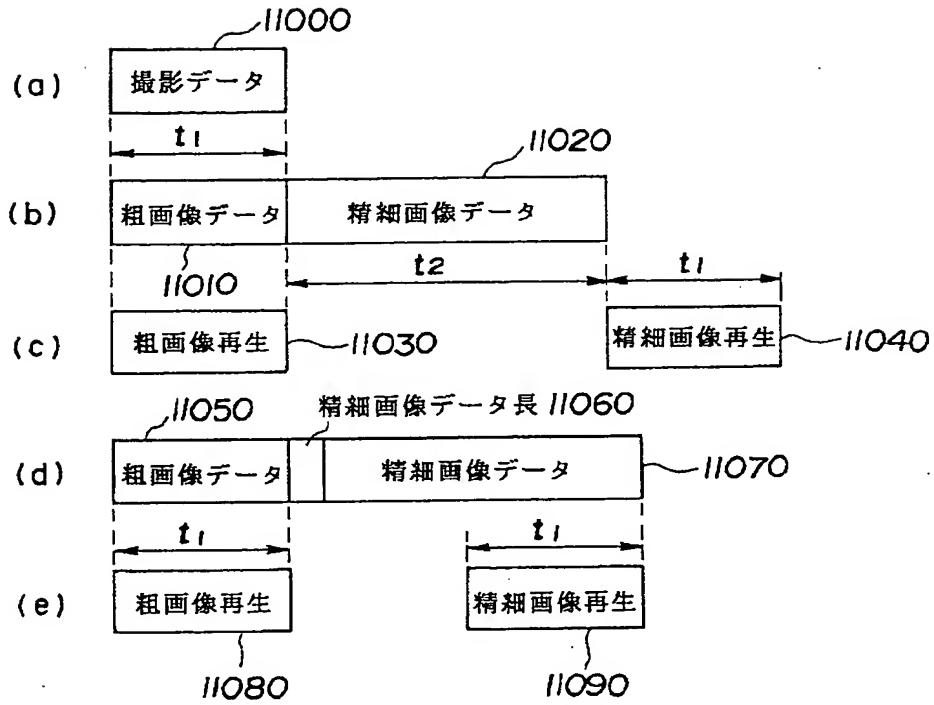 11000
(a) 撮影データ
t1
11020
(b) 粗画像データ 精細画像データ
11010
t2 t1
(c) 粗画像再生 11030 精細画像再生 11040
11050 精細画像データ長 11060
(d) 粗画像データ 精細画像データ 11070
t1 t1
(e) 粗画像再生 精細画像再生
11080 11090